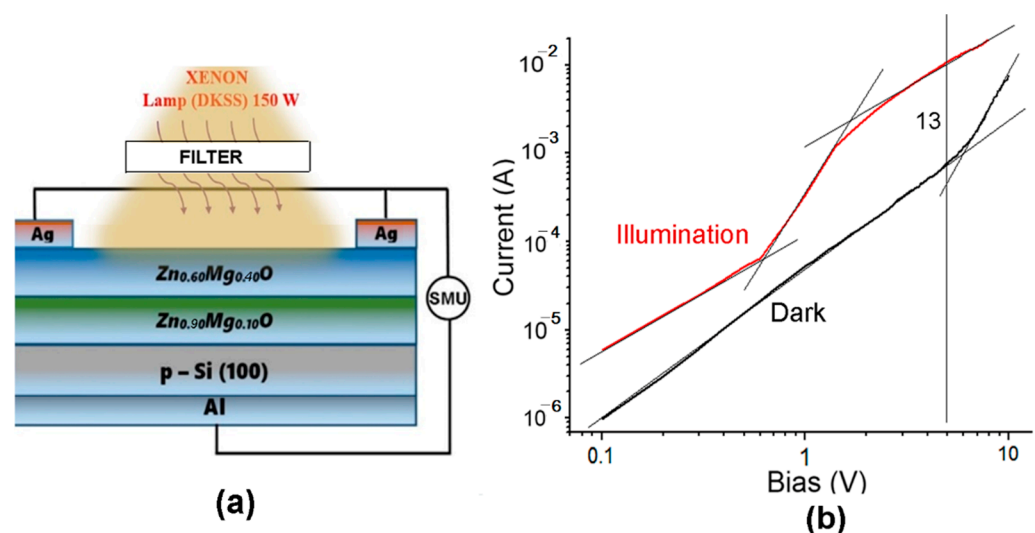 XENON
Lamp (DKSS) 150 W
FILTER
Ag
Ag
Zn₀.₆₀Mg₀.₄₀O
SMU
Zn₀.₉₀Mg₀.₁₀O
p – Si (100)
Al
(a)
Current (A)
10⁻²
10⁻³
10⁻⁴
10⁻⁵
10⁻⁶
13
Illumination
Dark
0.1
1
10
Bias (V)
(b)